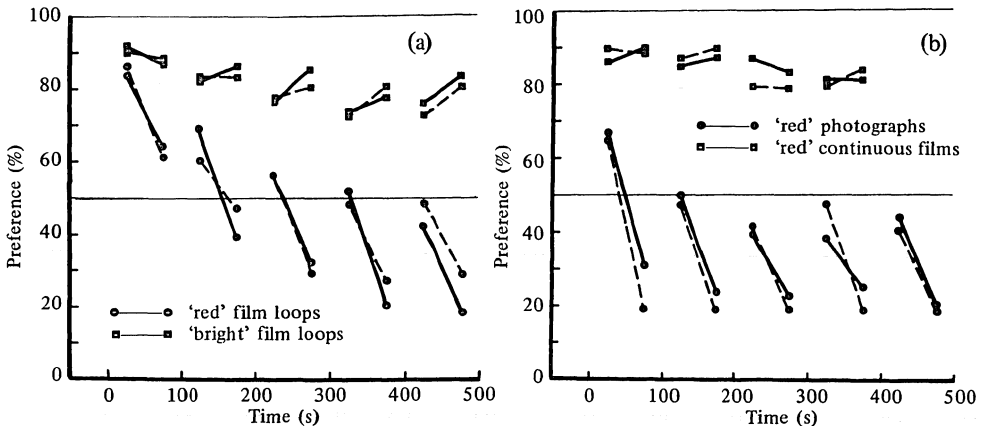 (a)
Preference (%)
100
80
60
40
20
0
'red' film loops
'bright' film loops
0 100 200 300 400 500
Time (s)
(b)
Preference (%)
100
80
60
40
20
0
'red' photographs
'red' continuous films
0 100 200 300 400 500
Time (s)